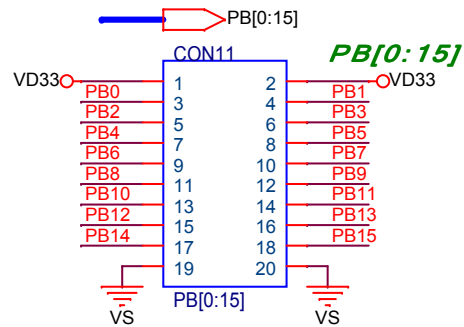 PB[0:15]
CON11 PB[0:15]
VD33 1 2 VD33
PB0 3 4 PB1
PB2 5 6 PB3
PB4 7 8 PB5
PB6 9 10 PB7
PB8 11 12 PB9
PB10 13 14 PB11
PB12 15 16 PB13
PB14 17 18 PB15
19 20
PB[0:15]
VS VS